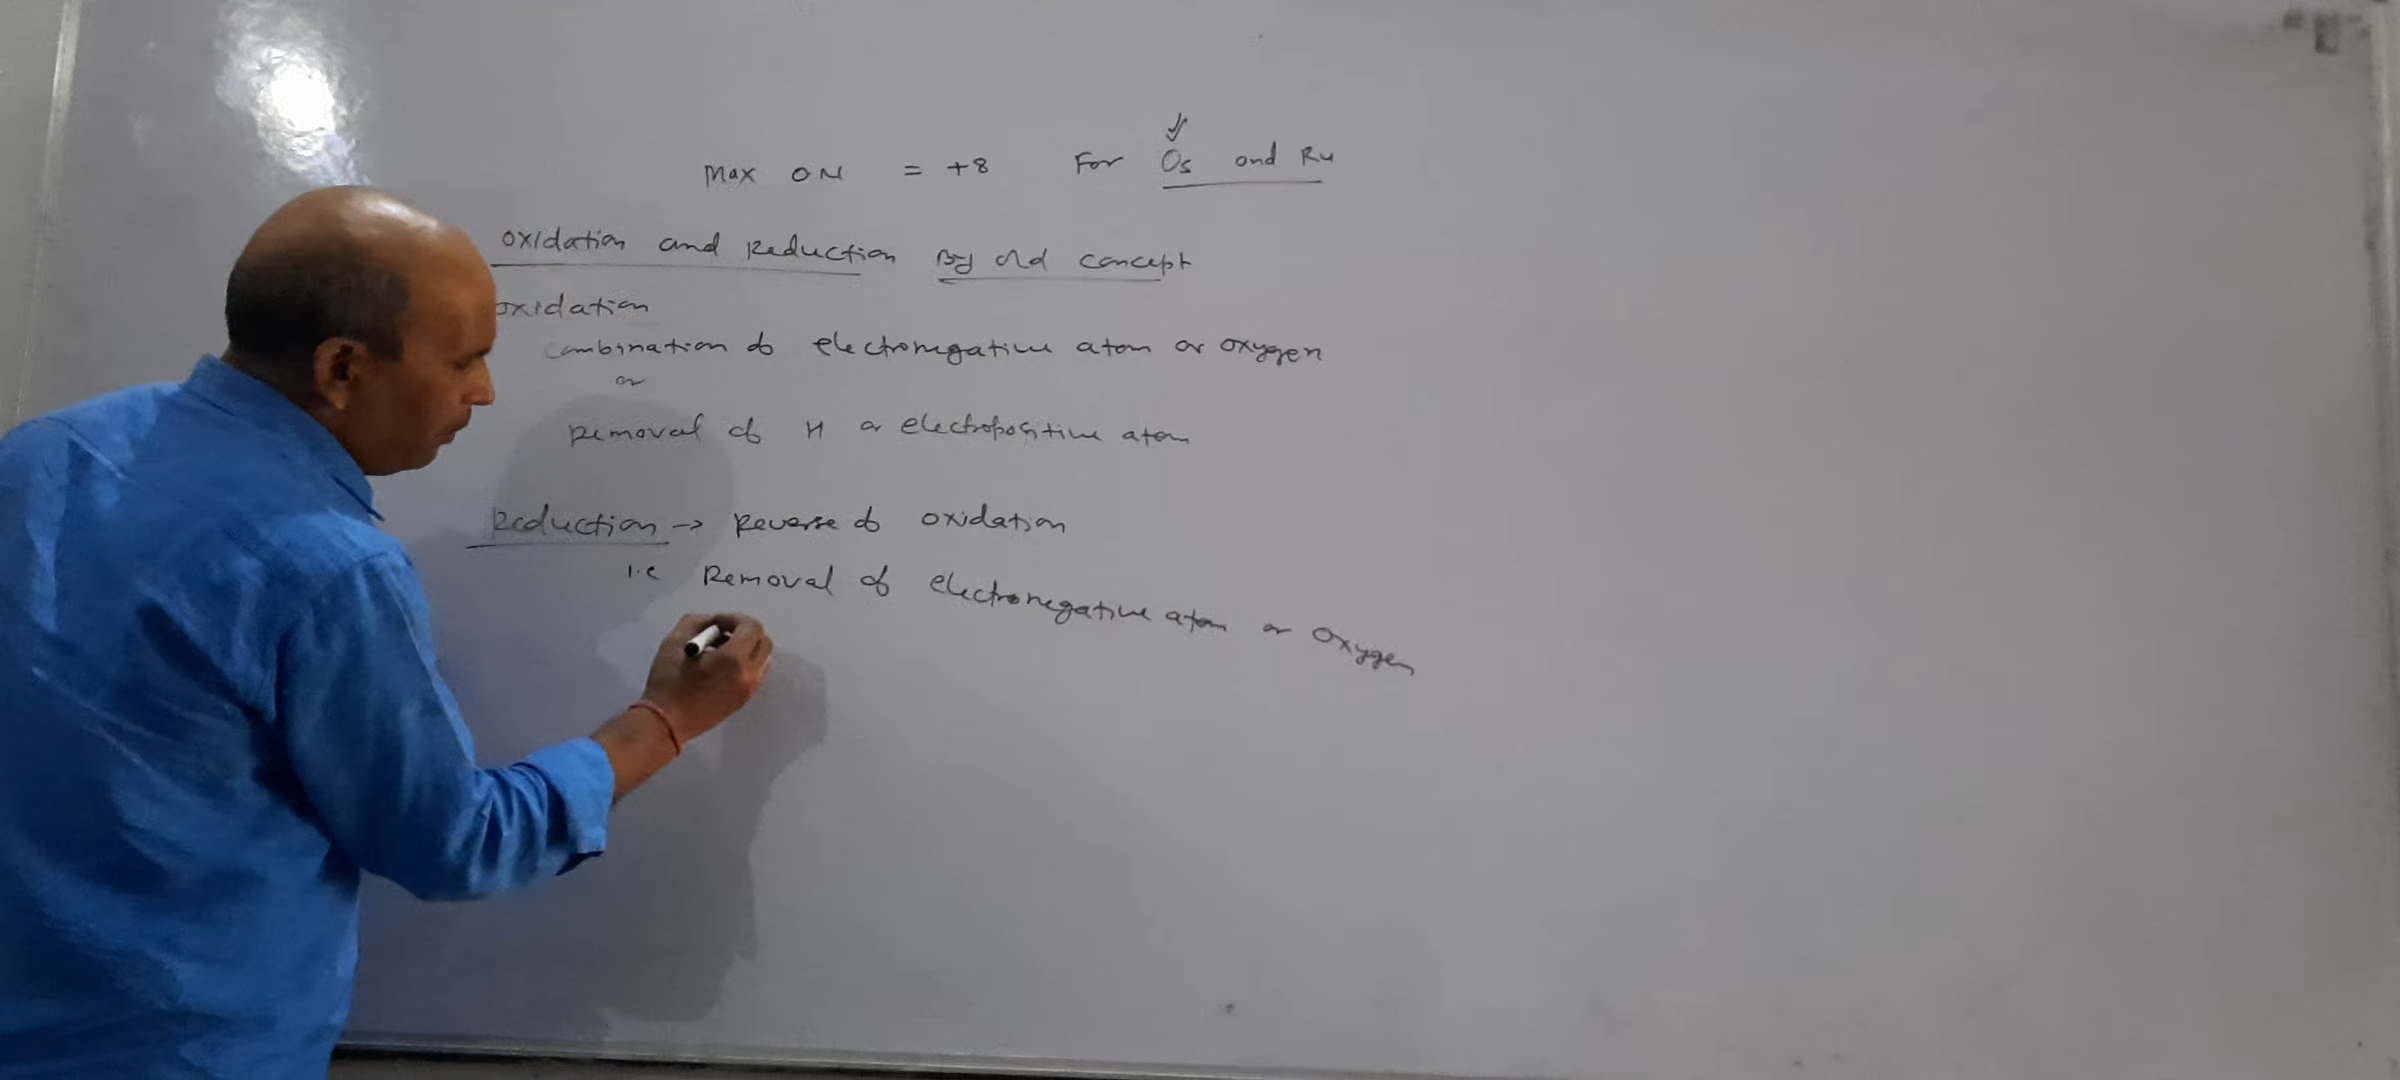 Max ON = +8 For Os and Ru
oxidation and Reduction By old concept
oxidation
combination of electronegative atom or oxygen
or
Removal of H or electropositive atom
Reduction → Reverse of oxidation
i.e Removal of electronegative atom or oxygen